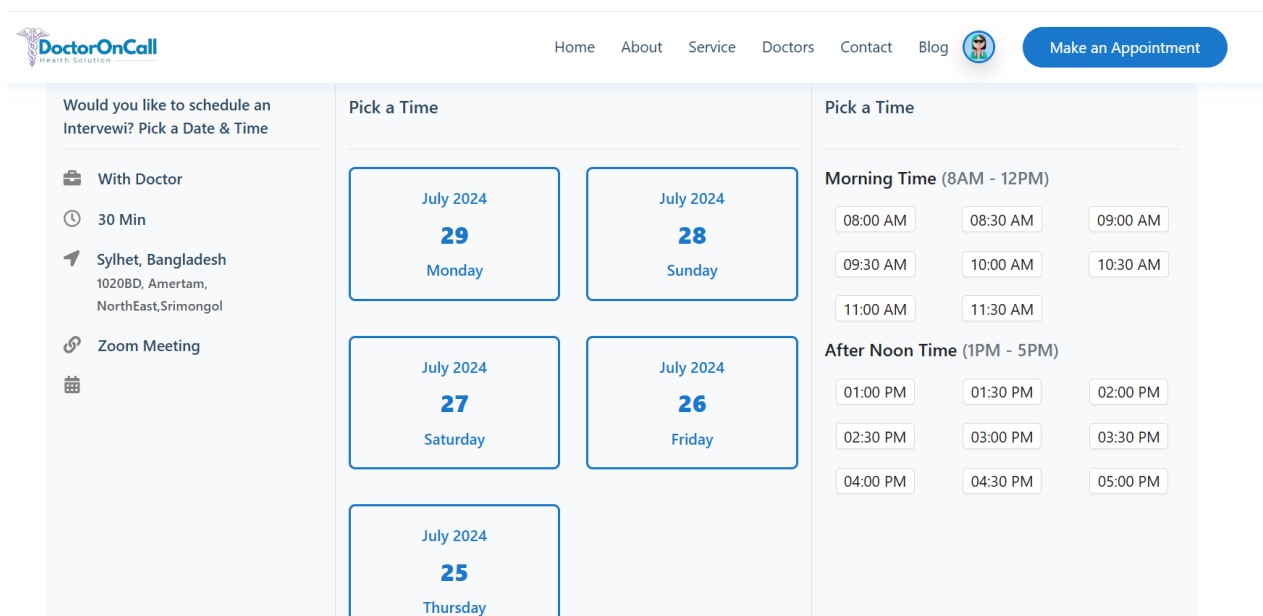 DoctorOnCall
Health Solution
Home
About
Service
Doctors
Contact
Blog
Make an Appointment
Would you like to schedule an
Intervewi? Pick a Date & Time
With Doctor
30 Min
Sylhet, Bangladesh
1020BD, Amertam,
NorthEast,Srimongol
Zoom Meeting
Pick a Time
July 2024
29
Monday
July 2024
28
Sunday
July 2024
27
Saturday
July 2024
26
Friday
July 2024
25
Thursday
Pick a Time
Morning Time (8AM - 12PM)
08:00 AM
08:30 AM
09:00 AM
09:30 AM
10:00 AM
10:30 AM
11:00 AM
11:30 AM
After Noon Time (1PM - 5PM)
01:00 PM
01:30 PM
02:00 PM
02:30 PM
03:00 PM
03:30 PM
04:00 PM
04:30 PM
05:00 PM